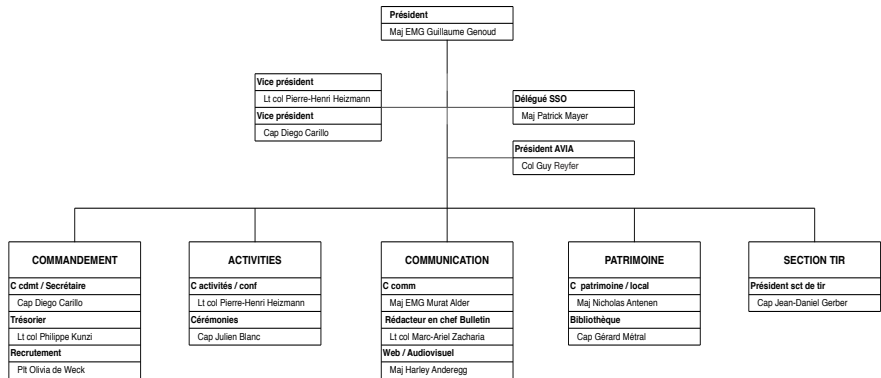 Président
Maj EMG Guillaume Genoud
Vice président
Lt col Pierre-Henri Heizmann
Vice président
Cap Diego Carillo
Délégué SSO
Maj Patrick Mayer
Président AVIA
Col Guy Reyfer
COMMANDEMENT
C cdmt / Secrétaire
Cap Diego Carillo
Trésorier
Lt col Philippe Kunzi
Recrutement
Plt Olivia de Weck
ACTIVITIES
C activités / conf
Lt col Pierre-Henri Heizmann
Cérémonies
Cap Julien Blanc
COMMUNICATION
C comm
Maj EMG Murat Alder
Rédacteur en chef Bulletin
Lt col Marc-Ariel Zacharia
Web / Audiovisuel
Maj Harley Anderegg
PATRIMOINE
C patrimoine / local
Maj Nicholas Antenen
Bibliothèque
Cap Gérard Métral
SECTION TIR
Président sct de tir
Cap Jean-Daniel Gerber